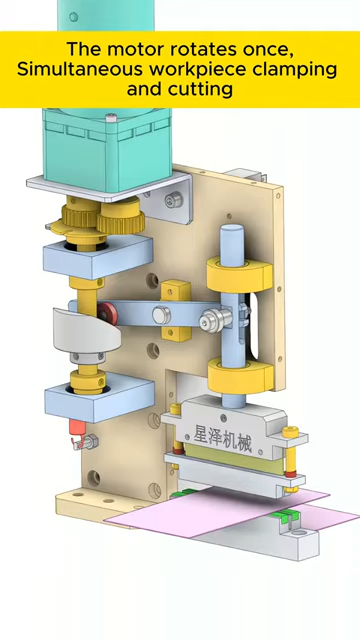 The motor rotates once,
Simultaneous workpiece clamping
and cutting
星泽机械